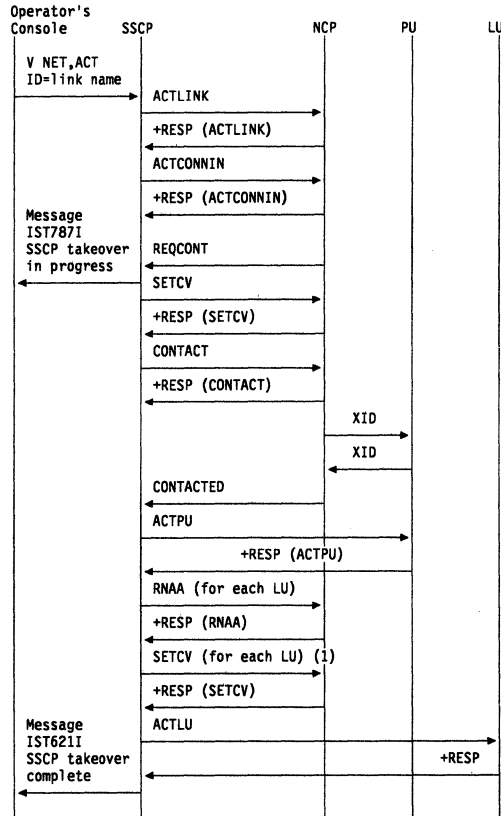 Operator's
Console SSCP NCP PU LU
V NET,ACT
ID=link name
ACTLINK
+RESP (ACTLINK)
ACTCONNIN
+RESP (ACTCONNIN)
Message
IST787I
SSCP takeover
in progress
REQCONT
SETCV
+RESP (SETCV)
CONTACT
+RESP (CONTACT)
XID
XID
CONTACTED
ACTPU
+RESP (ACTPU)
RNAA (for each LU)
+RESP (RNAA)
SETCV (for each LU) (1)
+RESP (SETCV)
Message
IST621I
SSCP takeover
complete
ACTLU
+RESP